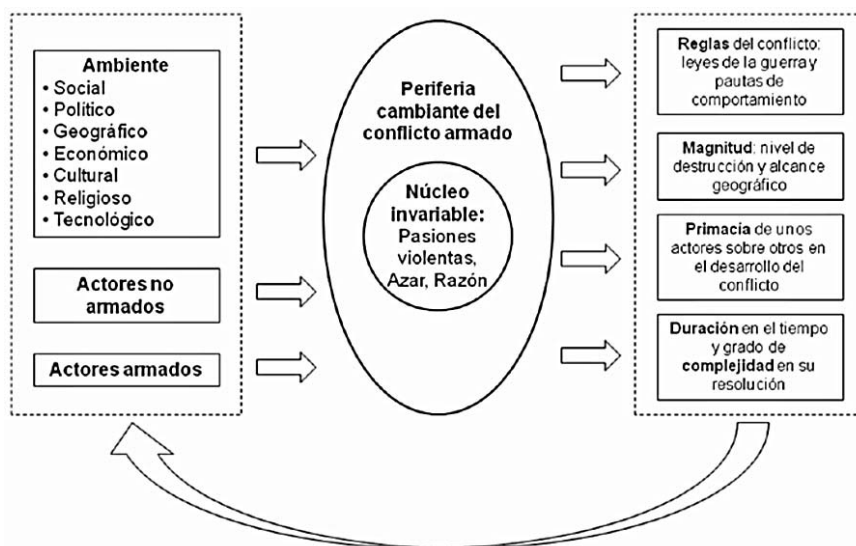 Ambiente
• Social
• Político
• Geográfico
• Económico
• Cultural
• Religioso
• Tecnológico
Actores no
armados
Actores armados
Periferia
cambiante del
conflicto armado
Núcleo
invariable:
Pasiones
violentas,
Azar, Razón
Reglas del conflicto:
leyes de la guerra y
pautas de
comportamiento
Magnitud: nivel de
destrucción y alcance
geográfico
Primacía de unos
actores sobre otros en
el desarrollo del
conflicto
Duración en el tiempo
y grado de
complejidad en su
resolución